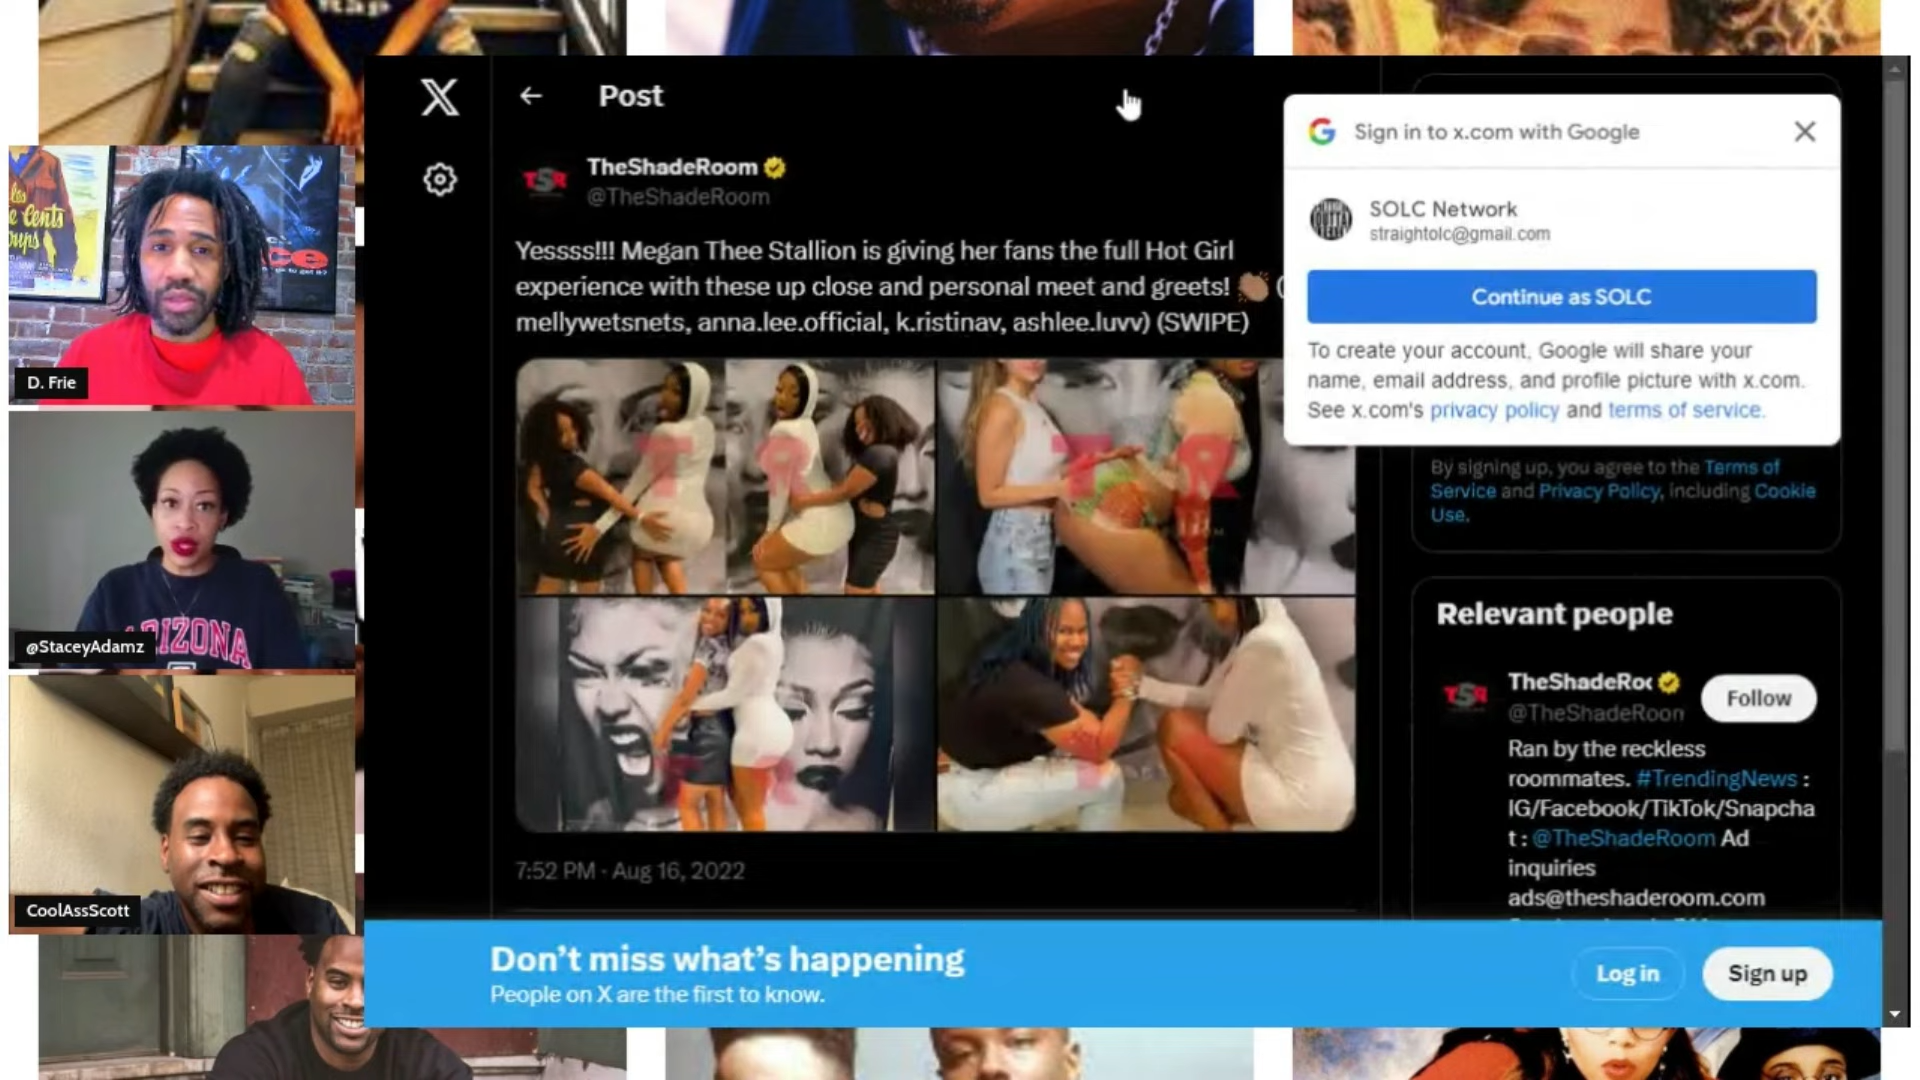 Rap
Post
TheShadeRoom
@TheShadeRoom
Yessss!!! Megan Thee Stallion is giving her fans the full Hot Girl
experience with these up close and personal meet and greets! 👏🏾 (
mellywetsnets, anna.lee.official, k.ristinav, ashlee.luvv) (SWIPE)
7:52 PM · Aug 16, 2022
Sign in to x.com with Google
SOLC Network
straightolc@gmail.com
Continue as SOLC
To create your account, Google will share your
name, email address, and profile picture with x.com.
See x.com's privacy policy and terms of service.
By signing up, you agree to the Terms of
Service and Privacy Policy, including Cookie
Use.
Relevant people
TSR
TheShadeRo
@TheShadeRoon
Follow
Ran by the reckless
roommates. #TrendingNews :
IG/Facebook/TikTok/Snapcha
t : @TheShadeRoom Ad
inquiries
ads@theshaderoom.com
Don't miss what's happening
People on X are the first to know.
Log in
Sign up
D. Frie
ARIZONA
@StaceyAdamz
CoolAssScott